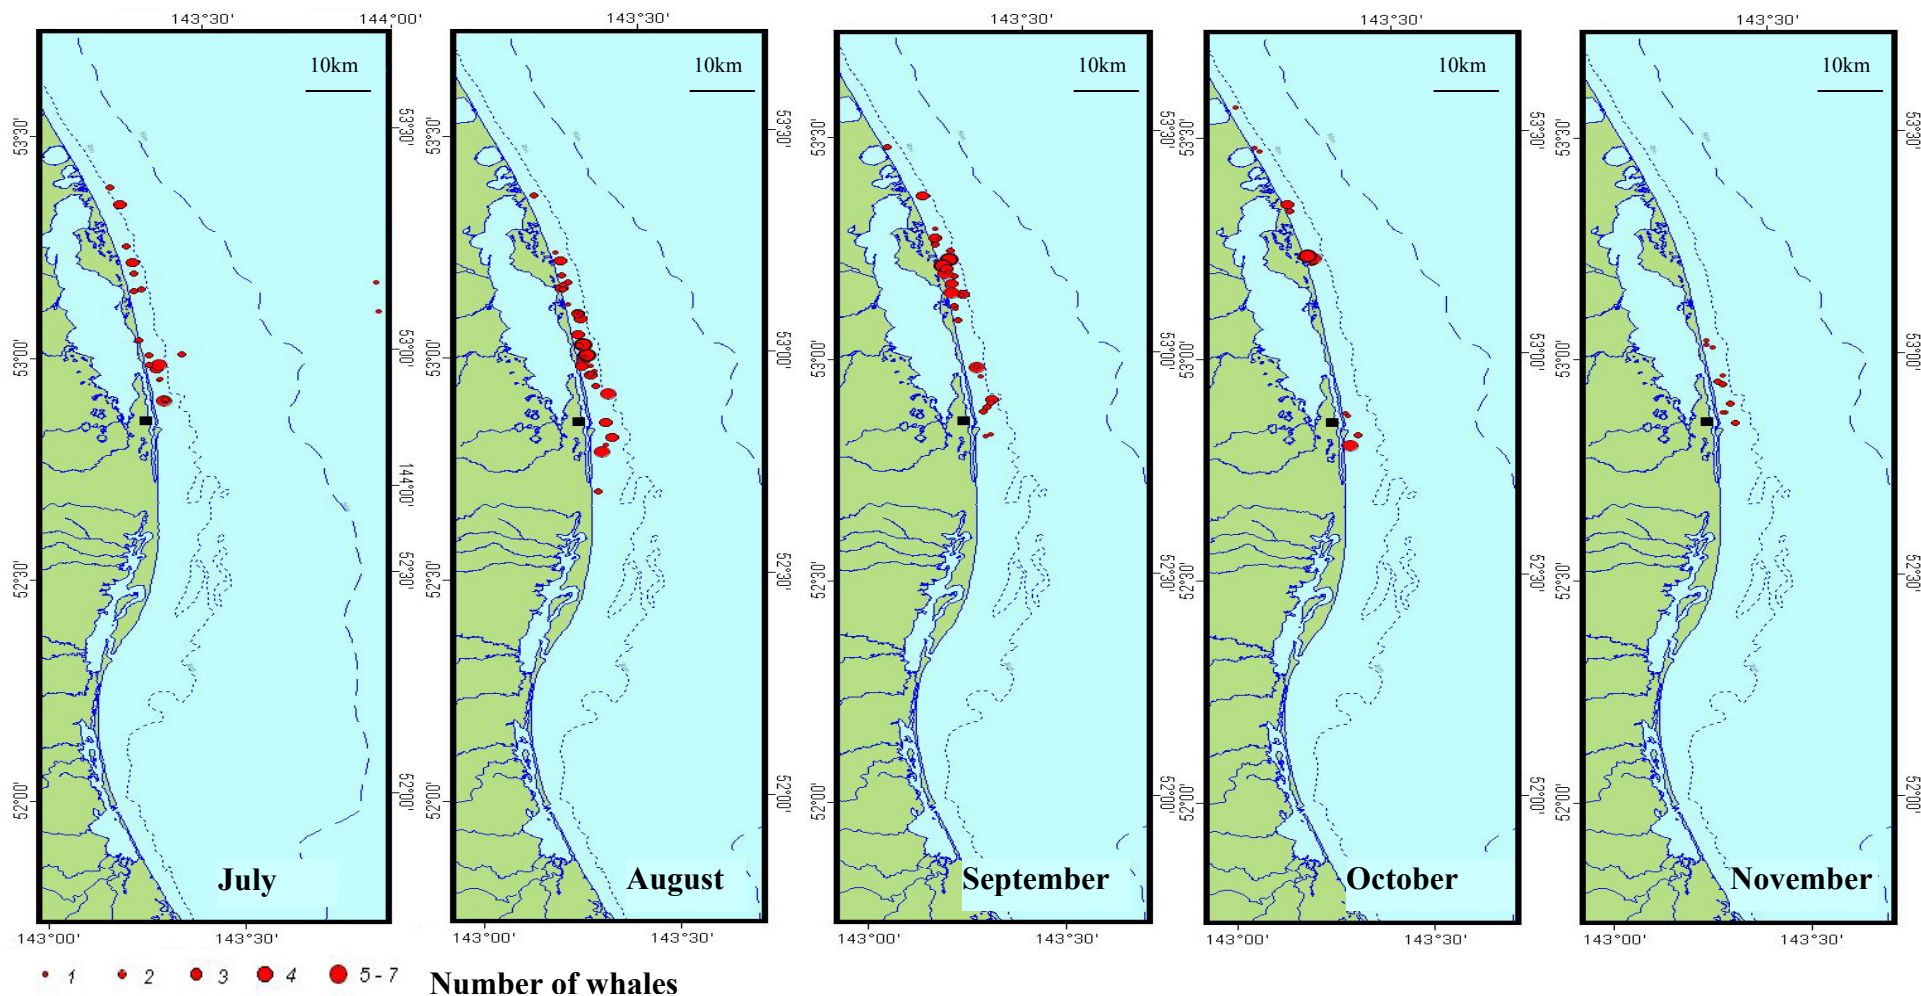 143°30' 144°00' 143°30' 143°30' 143°30' 143°30'
10km 10km 10km 10km 10km
53°30' 53°30' 53°30' 53°30' 53°30' 53°30' 53°30' 53°30' 53°30' 53°30'
53°00' 53°00' 53°00' 53°00' 53°00' 53°00' 53°00' 53°00' 53°00' 53°00'
144°00'
52°30' 52°30' 52°30' 52°30' 52°30' 52°30' 52°30' 52°30' 52°30' 52°30'
52°00' 52°00' 52°00' 52°00' 52°00' 52°00' 52°00' 52°00' 52°00' 52°00'
July August September October November
143°00' 143°30' 143°00' 143°30' 143°00' 143°30' 143°00' 143°30' 143°00' 143°30'
1 2 3 4 5-7 Number of whales